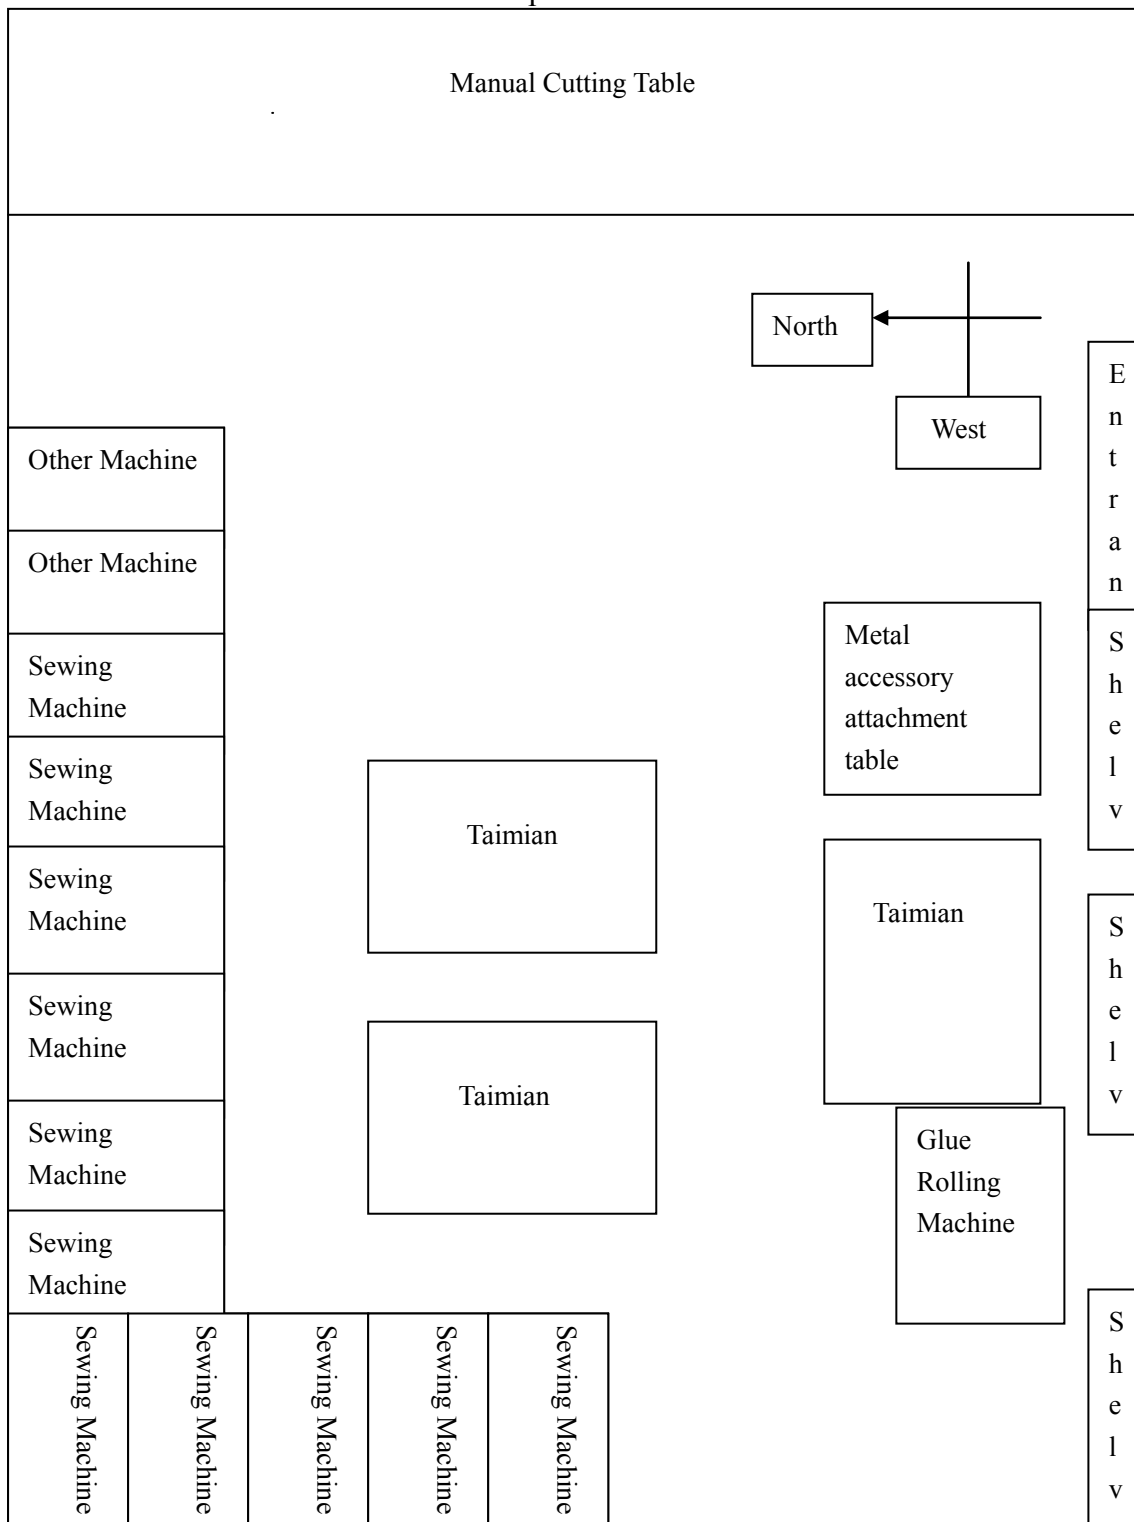 Manual Cutting Table
North
West
E
n
t
r
a
n
Other Machine
Other Machine
Metal
accessory
attachment
table
S
h
e
l
v
Sewing
Machine
Sewing
Machine
Taimian
Sewing
Machine
Taimian
S
h
e
l
v
Sewing
Machine
Taimian
Sewing
Machine
Glue
Rolling
Machine
Sewing
Machine
Sewing Machine
Sewing Machine
Sewing Machine
Sewing Machine
Sewing Machine
S
h
e
l
v